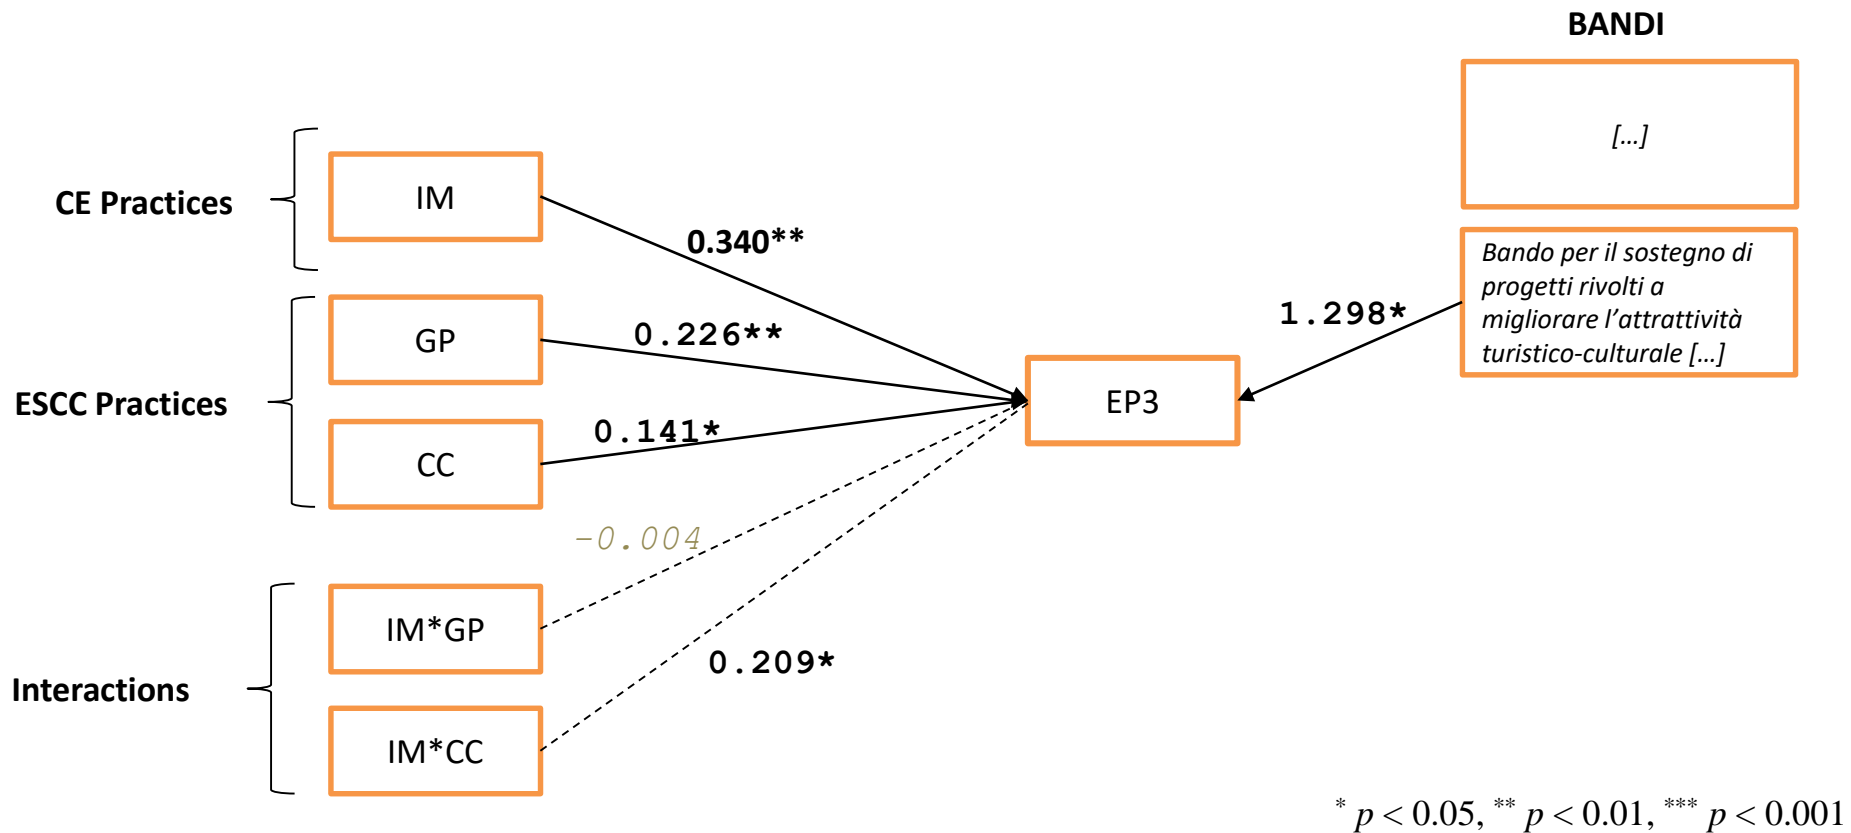 BANDI
[...]
CE Practices
IM
0.340**
Bando per il sostegno di
progetti rivolti a
migliorare l'attrattività
turistico-culturale [...]
1.298*
GP
0.226**
ESCC Practices
EP3
0.141*
CC
-0.004
IM*GP
0.209*
Interactions
IM*CC
* p < 0.05, ** p < 0.01, *** p < 0.001